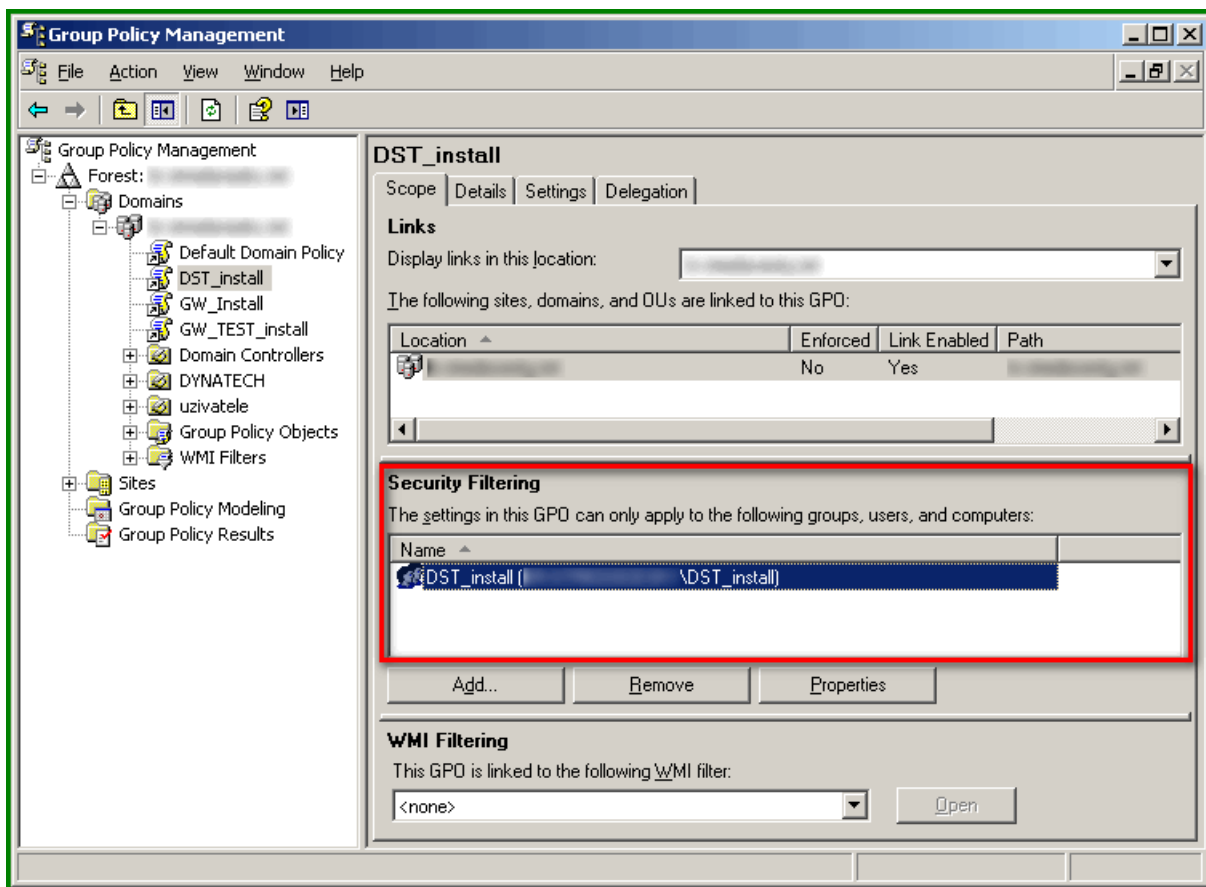 Group Policy Management
File Action View Window Help
Group Policy Management
Forest:
Domains
Default Domain Policy
DST_install
GW_Install
GW_TEST_install
Domain Controllers
DYNATECH
uzivatele
Group Policy Objects
WMI Filters
Sites
Group Policy Modeling
Group Policy Results
DST_install
Scope Details Settings Delegation
Links
Display links in this location:
The following sites, domains, and OUs are linked to this GPO:
Location Enforced Link Enabled Path
No Yes
Security Filtering
The settings in this GPO can only apply to the following groups, users, and computers:
Name
DST_install ( \DST_install)
Add... Remove Properties
WMI Filtering
This GPO is linked to the following WMI filter:
<none> Open